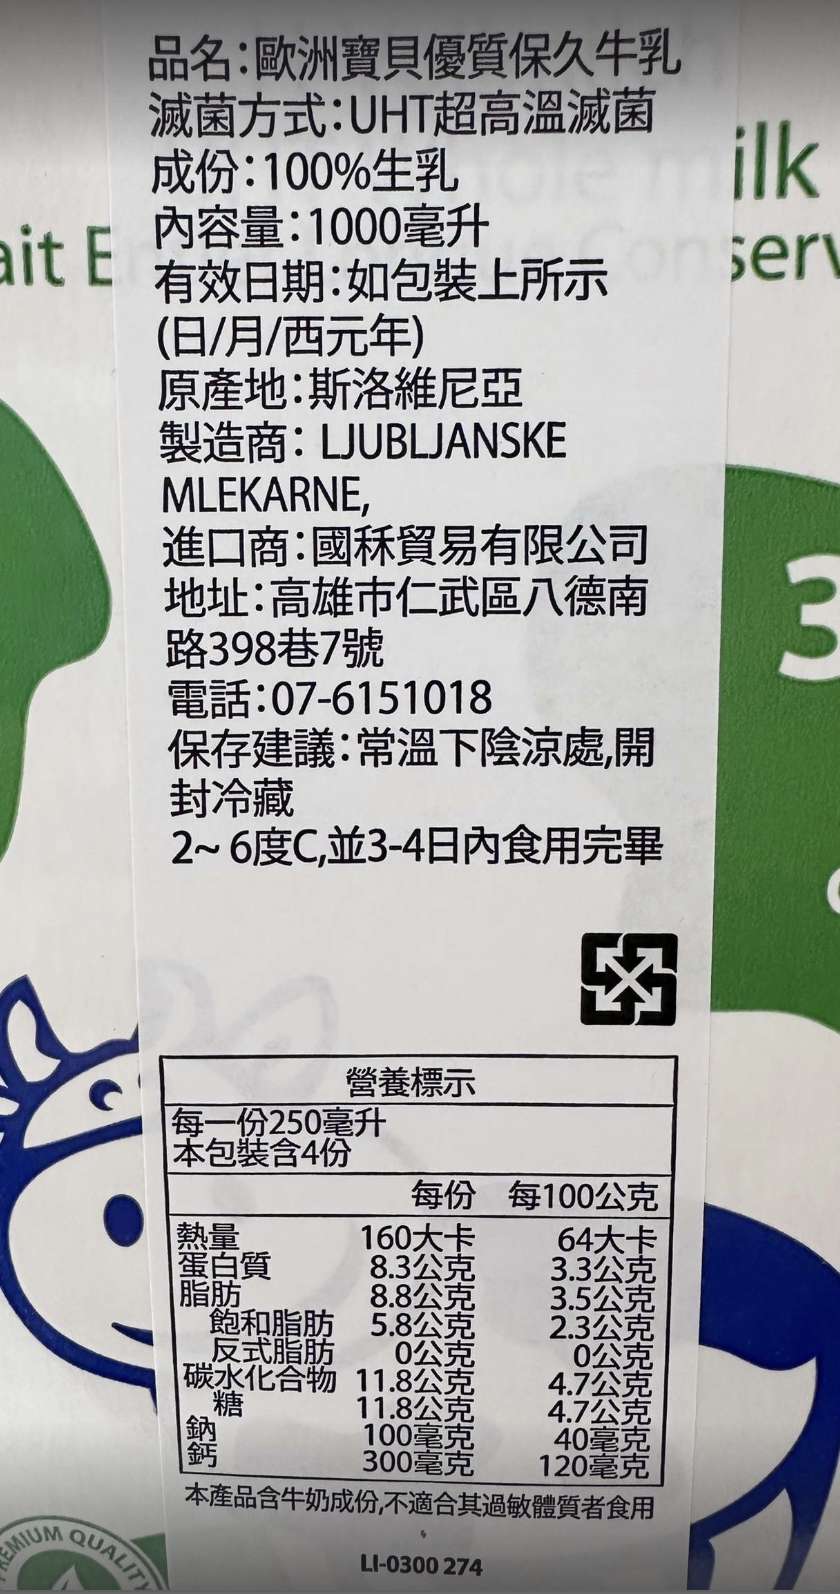 品名:歐洲寶貝優質保久牛乳
滅菌方式:UHT超高溫滅菌
成份:100%生乳
ilk
內容量:1000毫升
ait E
serv
有效日期:如包裝上所示
(日/月/西元年)
原產地:斯洛維尼亞
製造商: LJUBLJANSKE
MLEKARNE,
進口商:國秝貿易有限公司
3
地址:高雄市仁武區八德南
路398巷7號
電話:07-6151018
保存建議:常溫下陰涼處,開
封冷藏
2~ 6度C,並3-4日內食用完畢
營養標示
每一份250毫升
本包裝含4份
每份 每100公克
熱量 160大卡 64大卡
蛋白質 8.3公克 3.3公克
脂肪 8.8公克 3.5公克
飽和脂肪 5.8公克 2.3公克
反式脂肪 0公克 0公克
碳水化合物 11.8公克 4.7公克
糖 11.8公克 4.7公克
鈉 100毫克 40毫克
鈣 300毫克 120毫克
本產品含牛奶成份,不適合其過敏體質者食用
。
REMIUM QUALITY
LI-0300 274